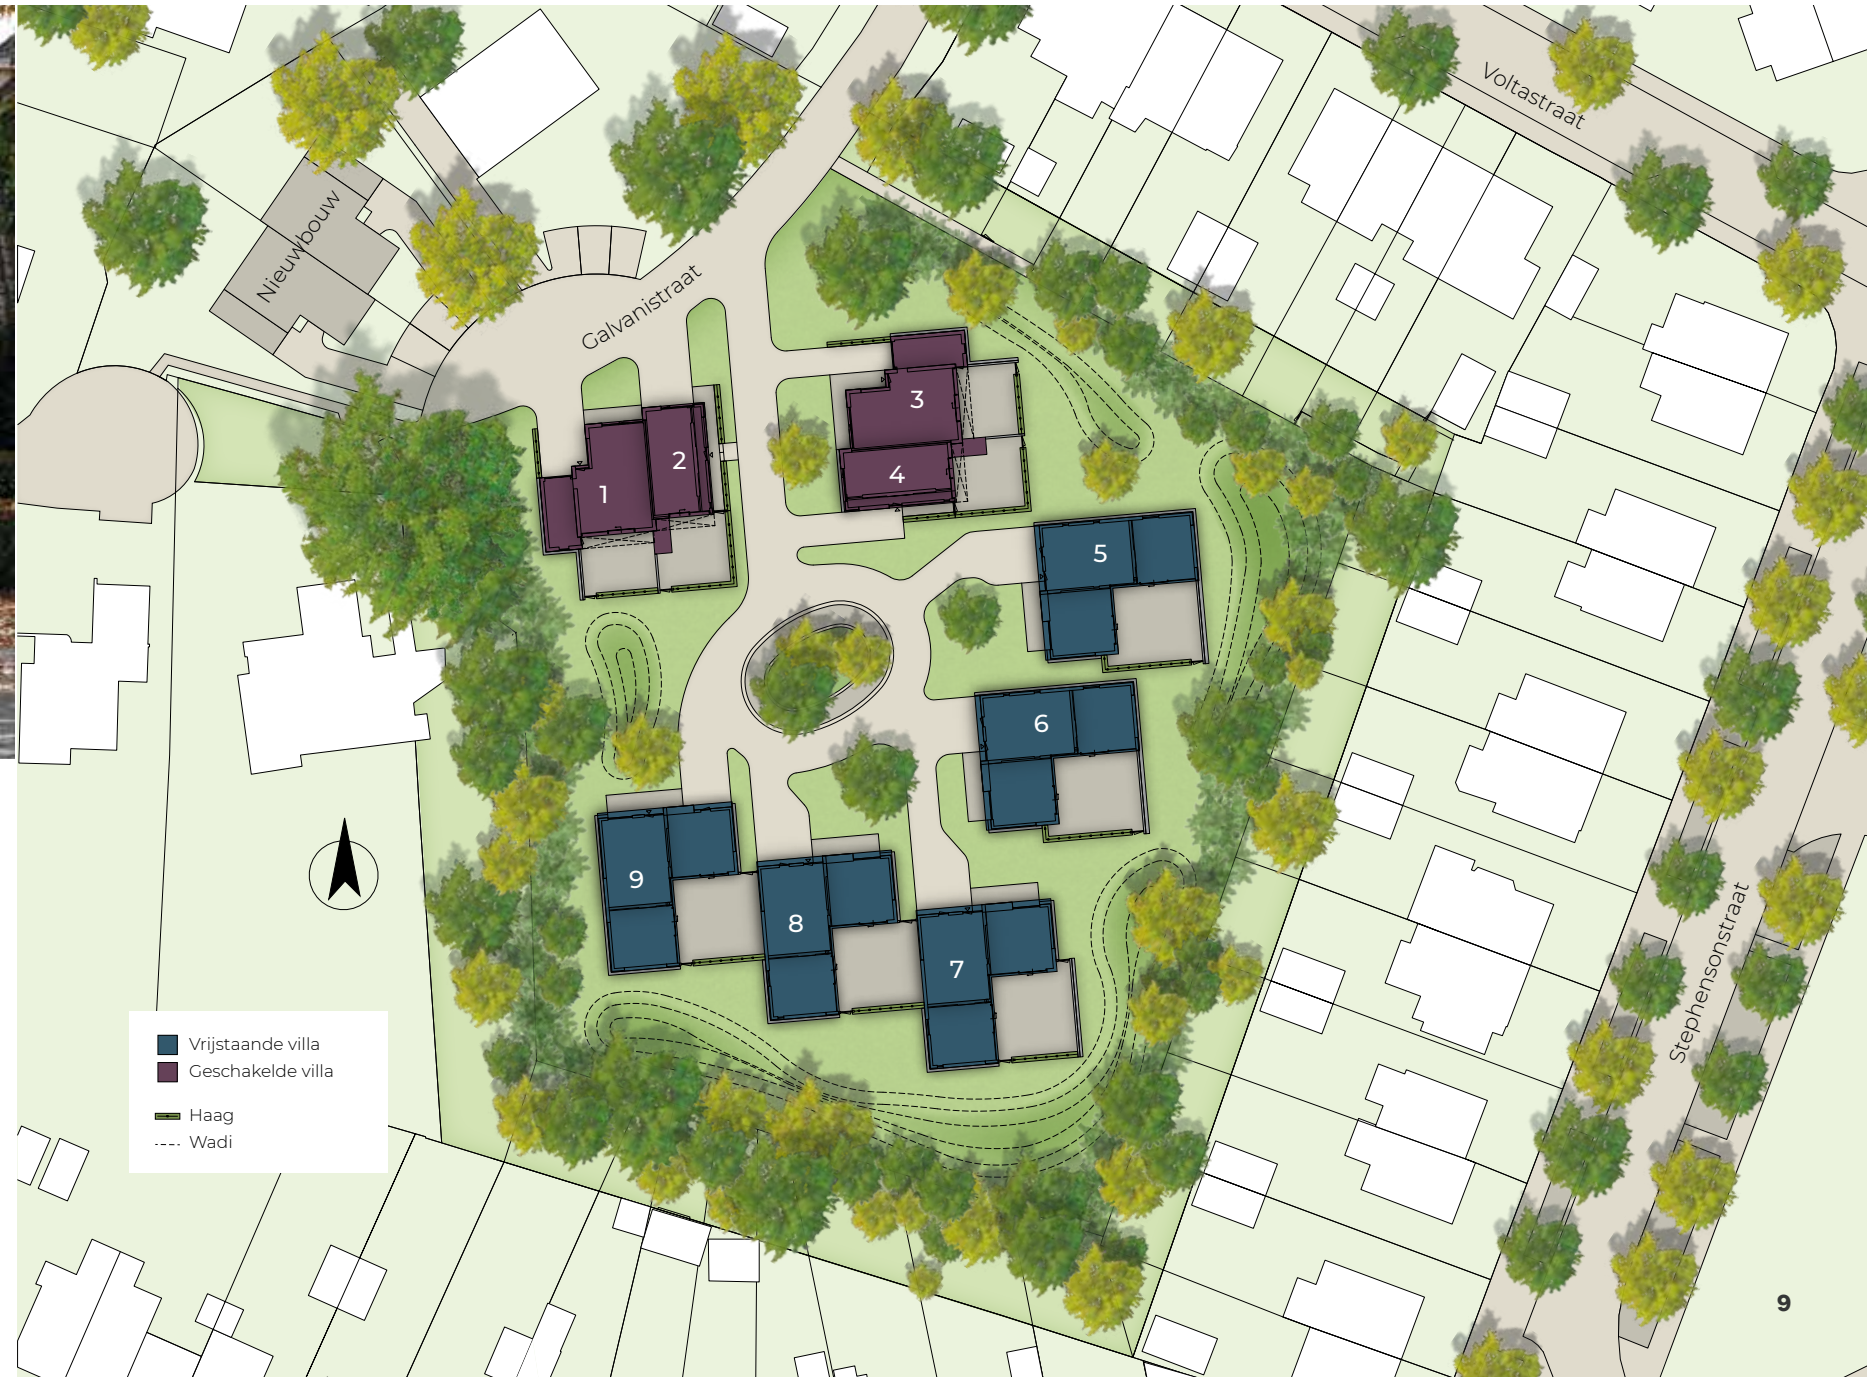 Voltastraat
Nieuwbouw
Galvanistraat
3
2
4
1
5
6
9
8
7
Stephensonstraat
Vrijstaande villa
Geschakelde villa
Haag
Wadi
9